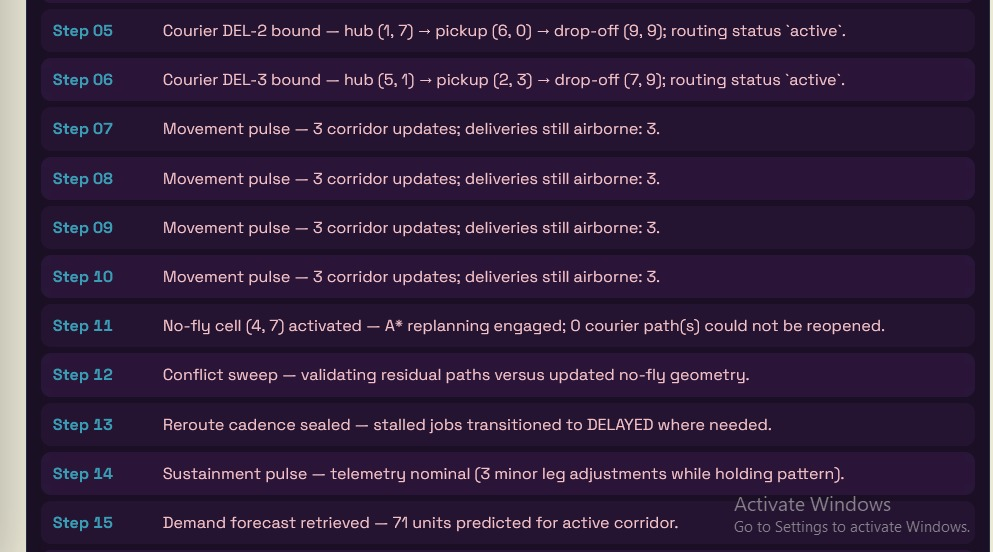 Step 05 Courier DEL-2 bound — hub (1, 7) → pickup (6, 0) → drop-off (9, 9); routing status `active`.
Step 06 Courier DEL-3 bound — hub (5, 1) → pickup (2, 3) → drop-off (7, 9); routing status `active`.
Step 07 Movement pulse — 3 corridor updates; deliveries still airborne: 3.
Step 08 Movement pulse — 3 corridor updates; deliveries still airborne: 3.
Step 09 Movement pulse — 3 corridor updates; deliveries still airborne: 3.
Step 10 Movement pulse — 3 corridor updates; deliveries still airborne: 3.
Step 11 No-fly cell (4, 7) activated — A* replanning engaged; 0 courier path(s) could not be reopened.
Step 12 Conflict sweep — validating residual paths versus updated no-fly geometry.
Step 13 Reroute cadence sealed — stalled jobs transitioned to DELAYED where needed.
Step 14 Sustainment pulse — telemetry nominal (3 minor leg adjustments while holding pattern).
Step 15 Demand forecast retrieved — 71 units predicted for active corridor.
Activate Windows
Go to Settings to activate Windows.